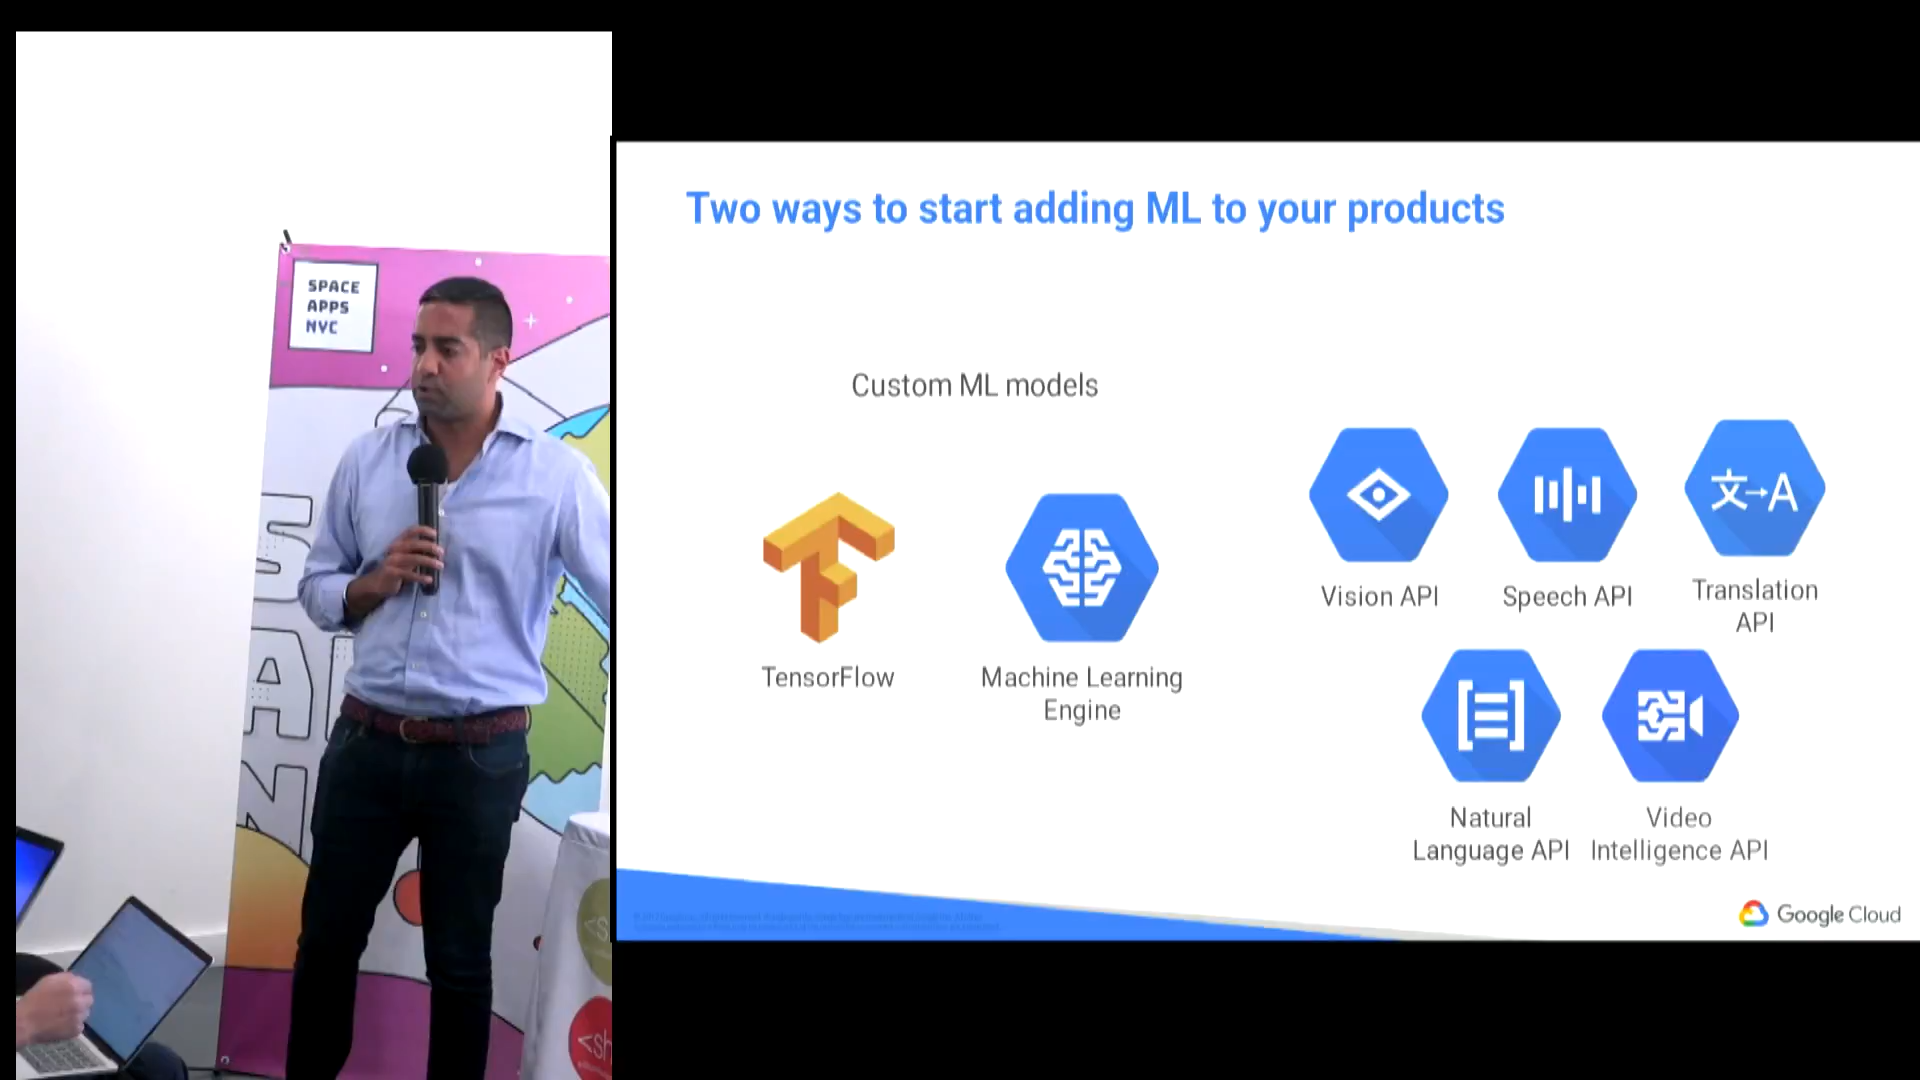 SPACE
APPS
NVC
Two ways to start adding ML to your products
Custom ML models
TensorFlow
Machine Learning
Engine
Vision API
Speech API
Translation
API
文→A
Natural
Language API
Video
Intelligence API
Google Cloud